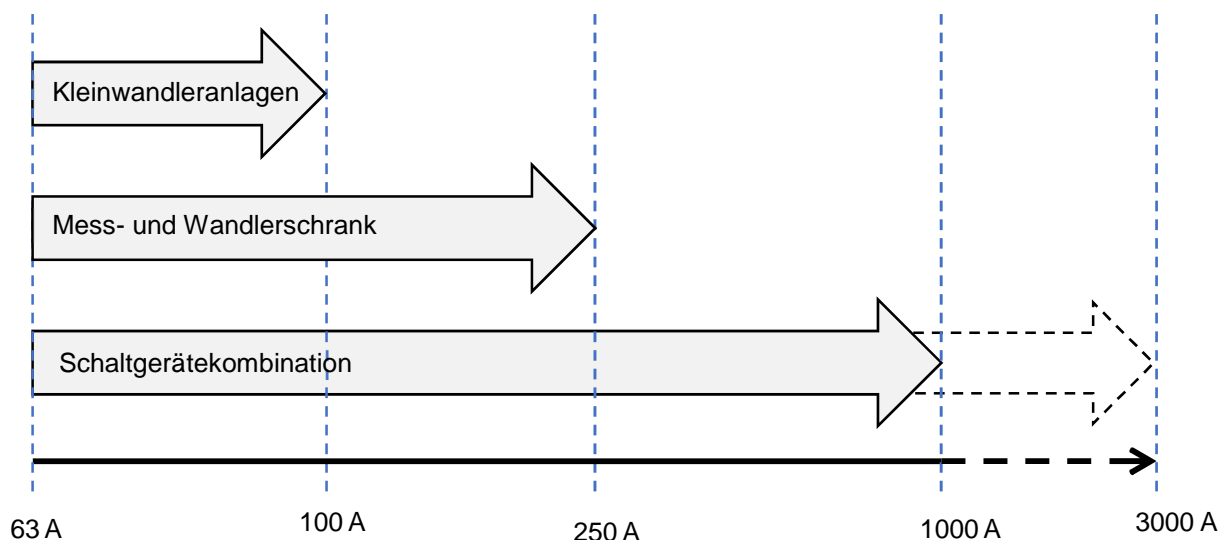 Kleinwandleranlagen
Mess- und Wandlerschrank
Schaltgerätekombination
63 A
100 A
250 A
1000 A
3000 A